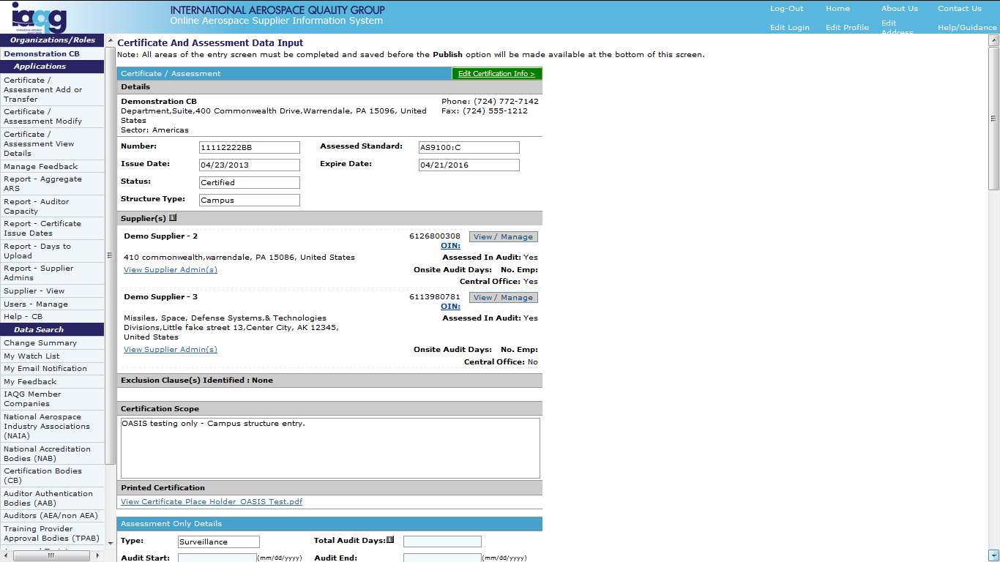 iaqg
INTERNATIONAL AEROSPACE QUALITY GROUP
Online Aerospace Supplier Information System
Log-Out
Home
About Us
Contact Us
Edit Login
Edit Profile
Edit
Address
Help/Guidance
Organizations/Roles
Demonstration CB
Applications
Certificate /
Assessment Add or
Transfer
Certificate /
Assessment Modify
Certificate /
Assessment View
Details
Manage Feedback
Report - Aggregate
ARS
Report - Auditor
Capacity
Report - Certificate
Issue Dates
Report - Days to
Upload
Report - Supplier
Admins
Supplier - View
Users - Manage
Help - CB
Data Search
Change Summary
My Watch List
My Email Notification
My Feedback
IAQG Member
Companies
National Aerospace
Industry Associations
(NAIA)
National Accreditation
Bodies (NAB)
Certification Bodies
(CB)
Auditor Authentication
Bodies (AAB)
Auditors (AEA/non AEA)
Training Provider
Approval Bodies (TPAB)
Certificate And Assessment Data Input
Note: All areas of the entry screen must be completed and saved before the Publish option will be made available at the bottom of this screen.
Certificate / Assessment
Edit Certification Info >
Details
Demonstration CB
Phone: (724) 772-7142
Department,Suite,400 Commonwealth Drive,Warrendale, PA 15096, United
Fax: (724) 555-1212
States
Sector: Americas
Number: 11112222BB
Assessed Standard: AS9100:C
Issue Date: 04/23/2013
Expire Date: 04/21/2016
Status: Certified
Structure Type: Campus
Supplier(s)
Demo Supplier - 2
6126800308
View / Manage
OIN:
410 commonwealth,warrendale, PA 15086, United States
Assessed In Audit: Yes
View Supplier Admin(s)
Onsite Audit Days: No. Emp:
Central Office: Yes
Demo Supplier - 3
6113980781
View / Manage
OIN:
Missiles, Space, Defense Systems,& Technologies
Assessed In Audit: Yes
Divisions,Little fake street 13,Center City, AK 12345,
United States
View Supplier Admin(s)
Onsite Audit Days: No. Emp:
Central Office: No
Exclusion Clause(s) Identified : None
Certification Scope
OASIS testing only - Campus structure entry.
Printed Certification
View Certificate Place Holder OASIS Test.pdf
Assessment Only Details
Type: Surveillance
Total Audit Days:
Audit Start: (mm/dd/yyyy)
Audit End: (mm/dd/yyyy)